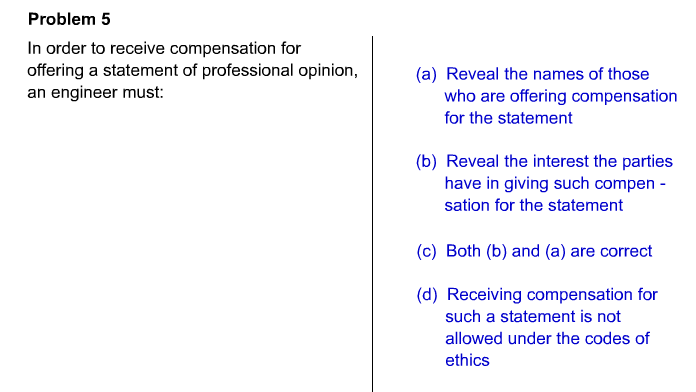 Problem 5
In order to receive compensation for
offering a statement of professional opinion,
an engineer must:
(a) Reveal the names of those
who are offering compensation
for the statement
(b) Reveal the interest the parties
have in giving such compen -
sation for the statement
(c) Both (b) and (a) are correct
(d) Receiving compensation for
such a statement is not
allowed under the codes of
ethics